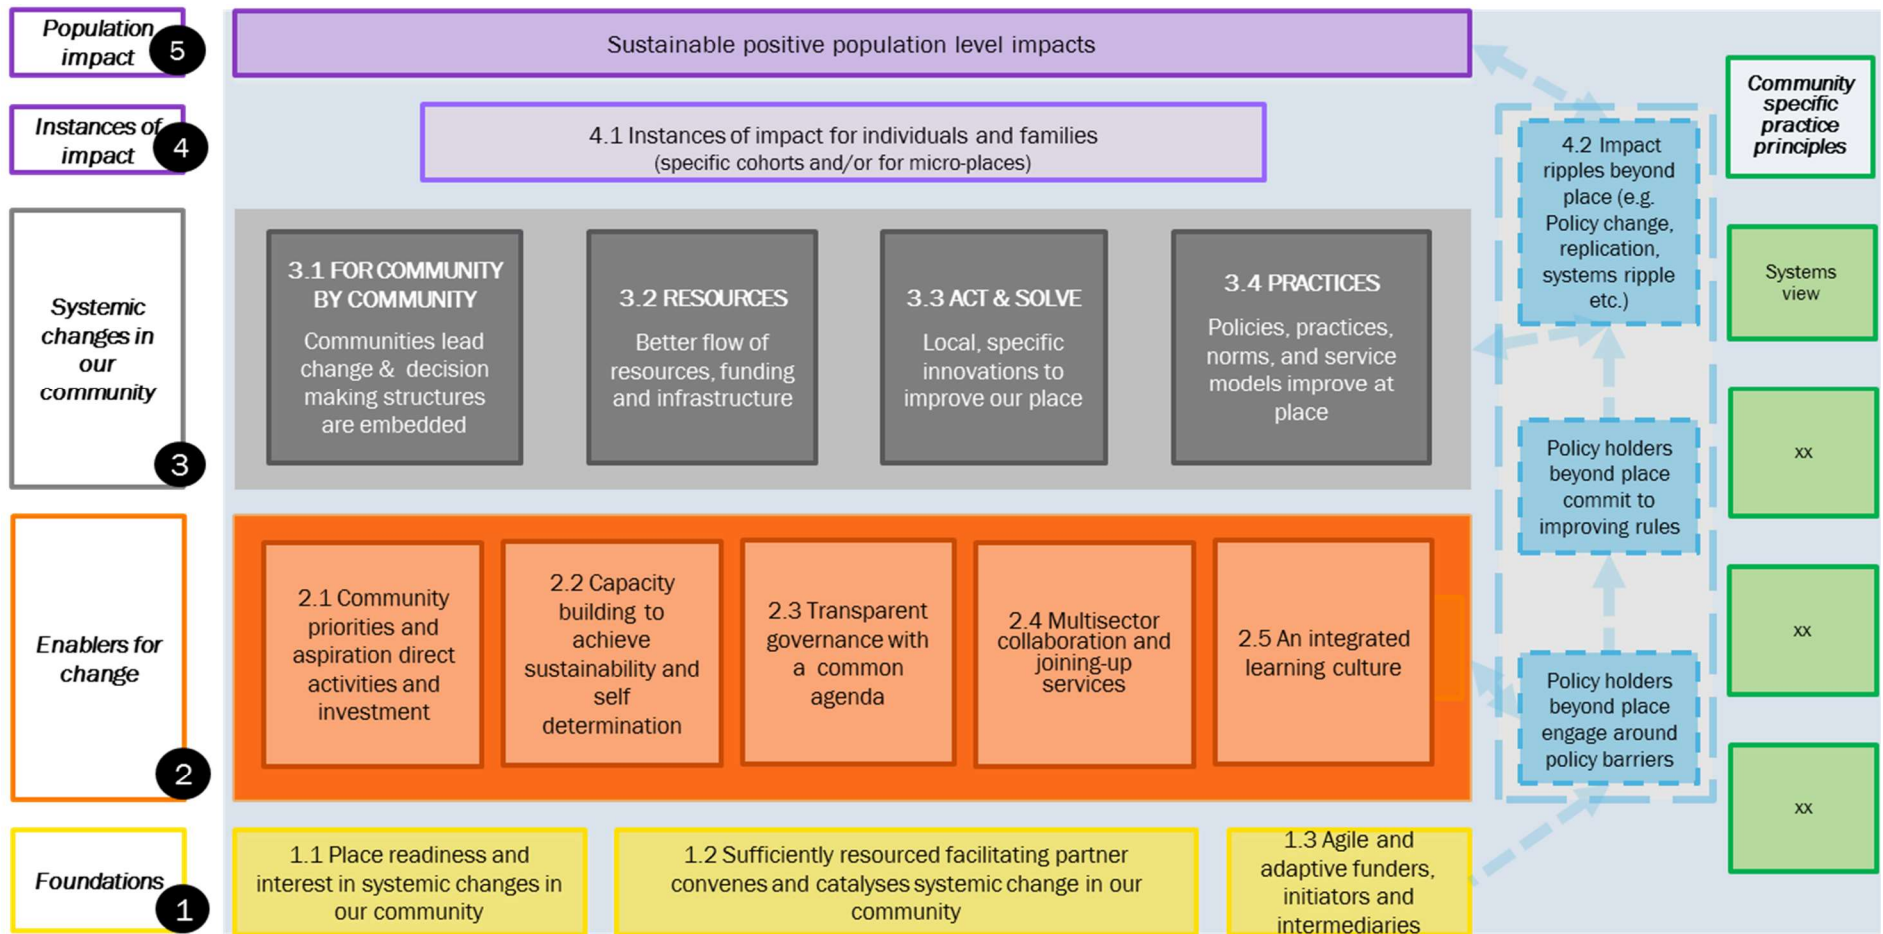 Population
impact
5
Sustainable positive population level impacts
Instances of
impact
4
4.1 Instances of impact for individuals and families
(specific cohorts and/or for micro-places)
Systemic
changes in
our
community
3
3.1 FOR COMMUNITY
BY COMMUNITY
Communities lead
change & decision
making structures
are embedded
3.2 RESOURCES
Better flow of
resources, funding
and infrastructure
3.3 ACT & SOLVE
Local, specific
innovations to
improve our place
3.4 PRACTICES
Policies, practices,
norms, and service
models improve at
place
Enablers for
change
2
2.1 Community
priorities and
aspiration direct
activities and
investment
2.2 Capacity
building to
achieve
sustainability and
self
determination
2.3 Transparent
governance with
a common
agenda
2.4 Multisector
collaboration and
joining-up
services
2.5 An integrated
learning culture
Foundations
1
1.1 Place readiness and
interest in systemic changes in
our community
1.2 Sufficiently resourced facilitating partner
convenes and catalyses systemic change in our
community
1.3 Agile and
adaptive funders,
initiators and
intermediaries
4.2 Impact
ripples beyond
place (e.g.
Policy change,
replication,
systems ripple
etc.)
Policy holders
beyond place
commit to
improving rules
Policy holders
beyond place
engage around
policy barriers
Community
specific
practice
principles
Systems
view
xx
xx
xx